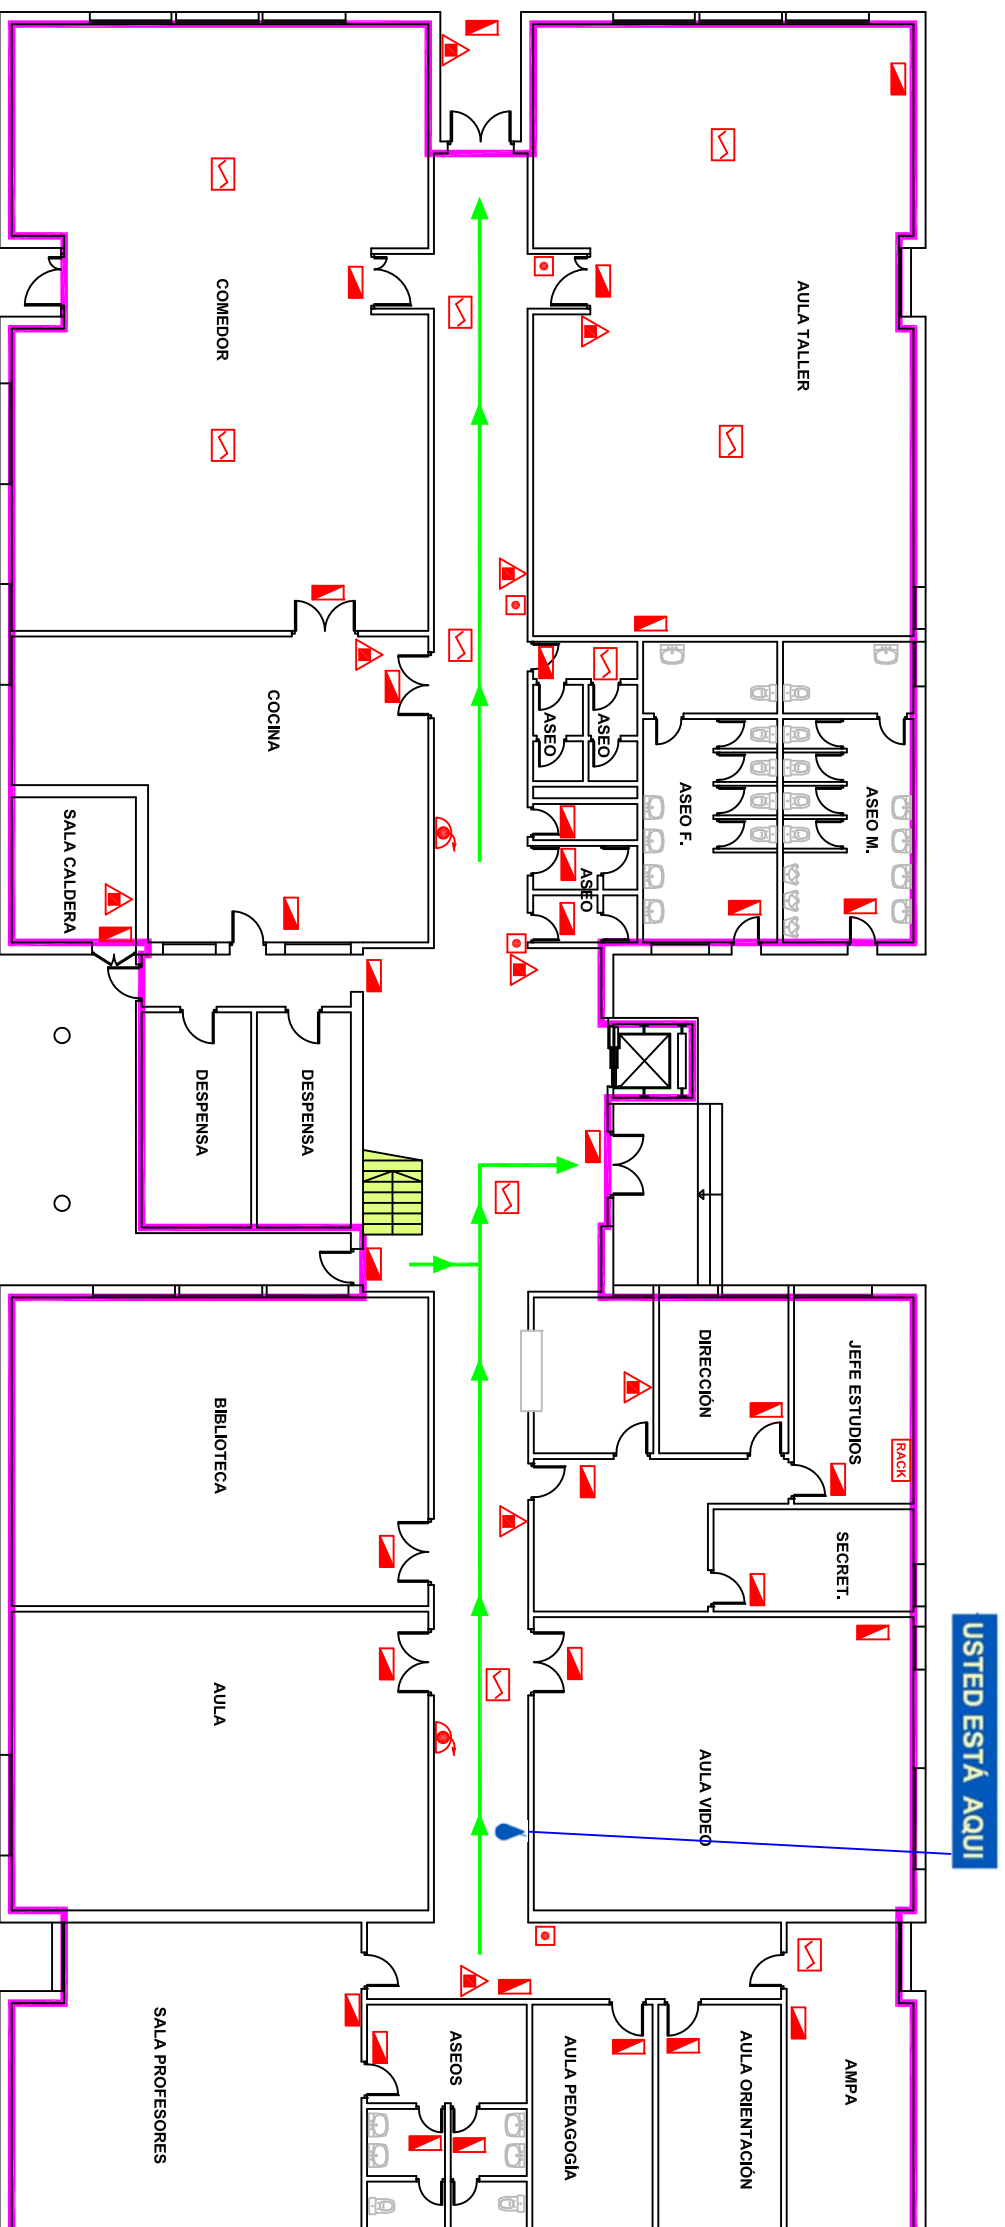 AULA TALLER
COMEDOR
COCINA
ASEO
ASEO
ASEO F.
ASEO M.
ASEO
SALA CALDERA
DESPENSA
DESPENSA
DIRECCIÓN
JEFE ESTUDIOS
RACK
BIBLIOTECA
SECRET.
USTED ESTÁ AQUI
AULA
AULA VIDEO
SALA PROFESORES
ASEOS
AULA PEDAGOGÍA
AULA ORIENTACIÓN
AMPA